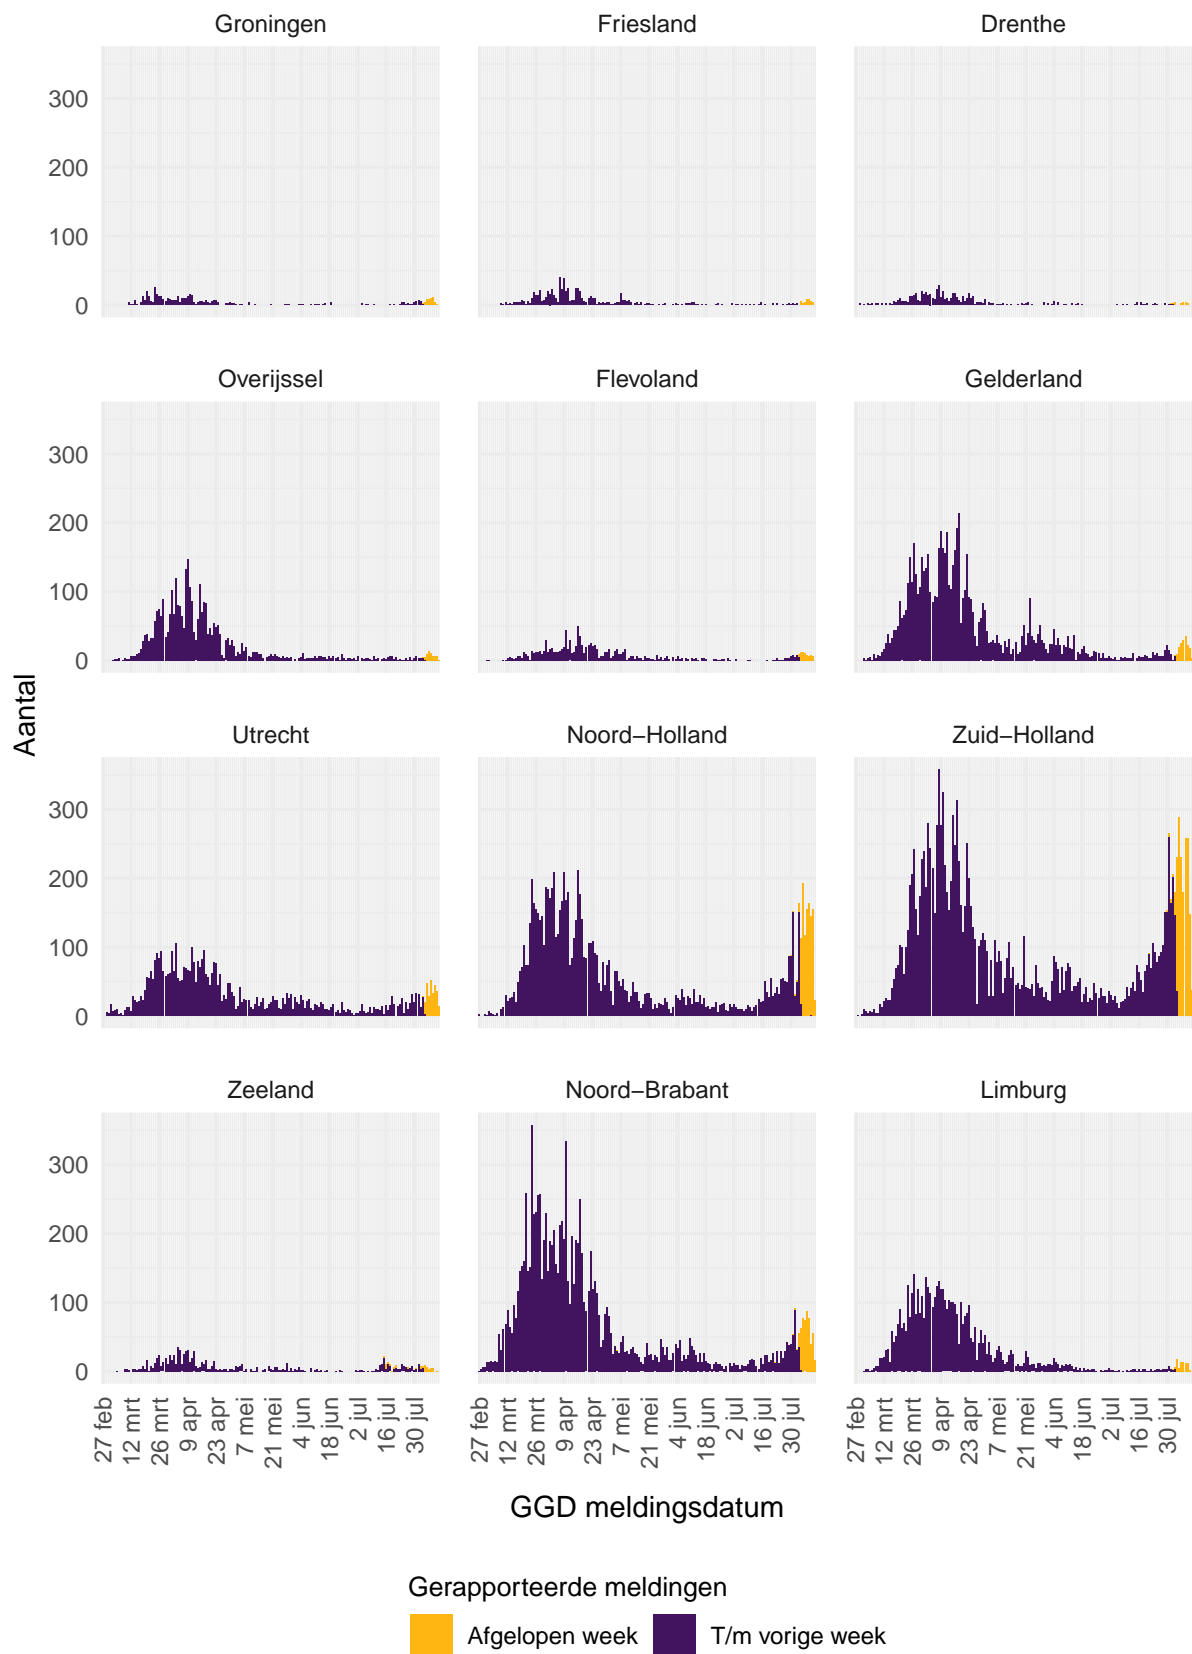 Groningen Friesland Drenthe
300
200
100
0
Overijssel Flevoland Gelderland
300
200
100
0
Utrecht Noord−Holland Zuid−Holland
300
200
100
0
Zeeland Noord−Brabant Limburg
300
200
100
0
Aantal
27 feb 12 mrt 26 mrt 9 apr 23 apr 7 mei 21 mei 4 jun 18 jun 2 jul 16 jul 30 jul
27 feb 12 mrt 26 mrt 9 apr 23 apr 7 mei 21 mei 4 jun 18 jun 2 jul 16 jul 30 jul
27 feb 12 mrt 26 mrt 9 apr 23 apr 7 mei 21 mei 4 jun 18 jun 2 jul 16 jul 30 jul
GGD meldingsdatum
Gerapporteerde meldingen
Afgelopen week T/m vorige week